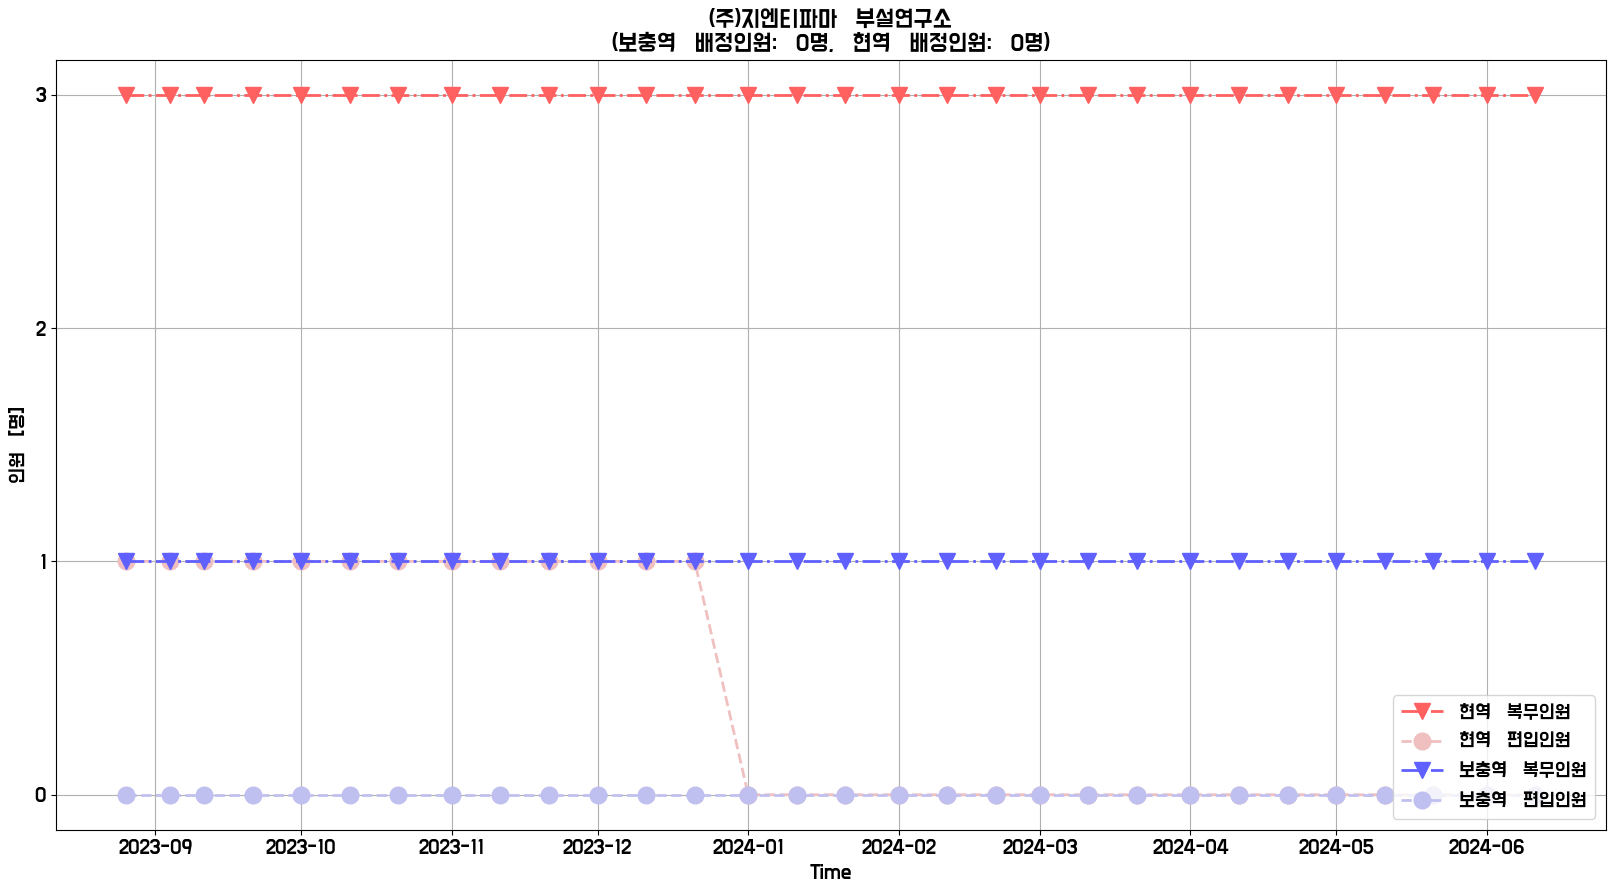 (주)지엔티파마 부설연구소
(보충역 배정인원: 0명, 현역 배정인원: 0명)
3
2
1
0
인원 [명]
2023-09 2023-10 2023-11 2023-12 2024-01 2024-02 2024-03 2024-04 2024-05 2024-06
Time
현역 복무인원
현역 편입인원
보충역 복무인원
보충역 편입인원